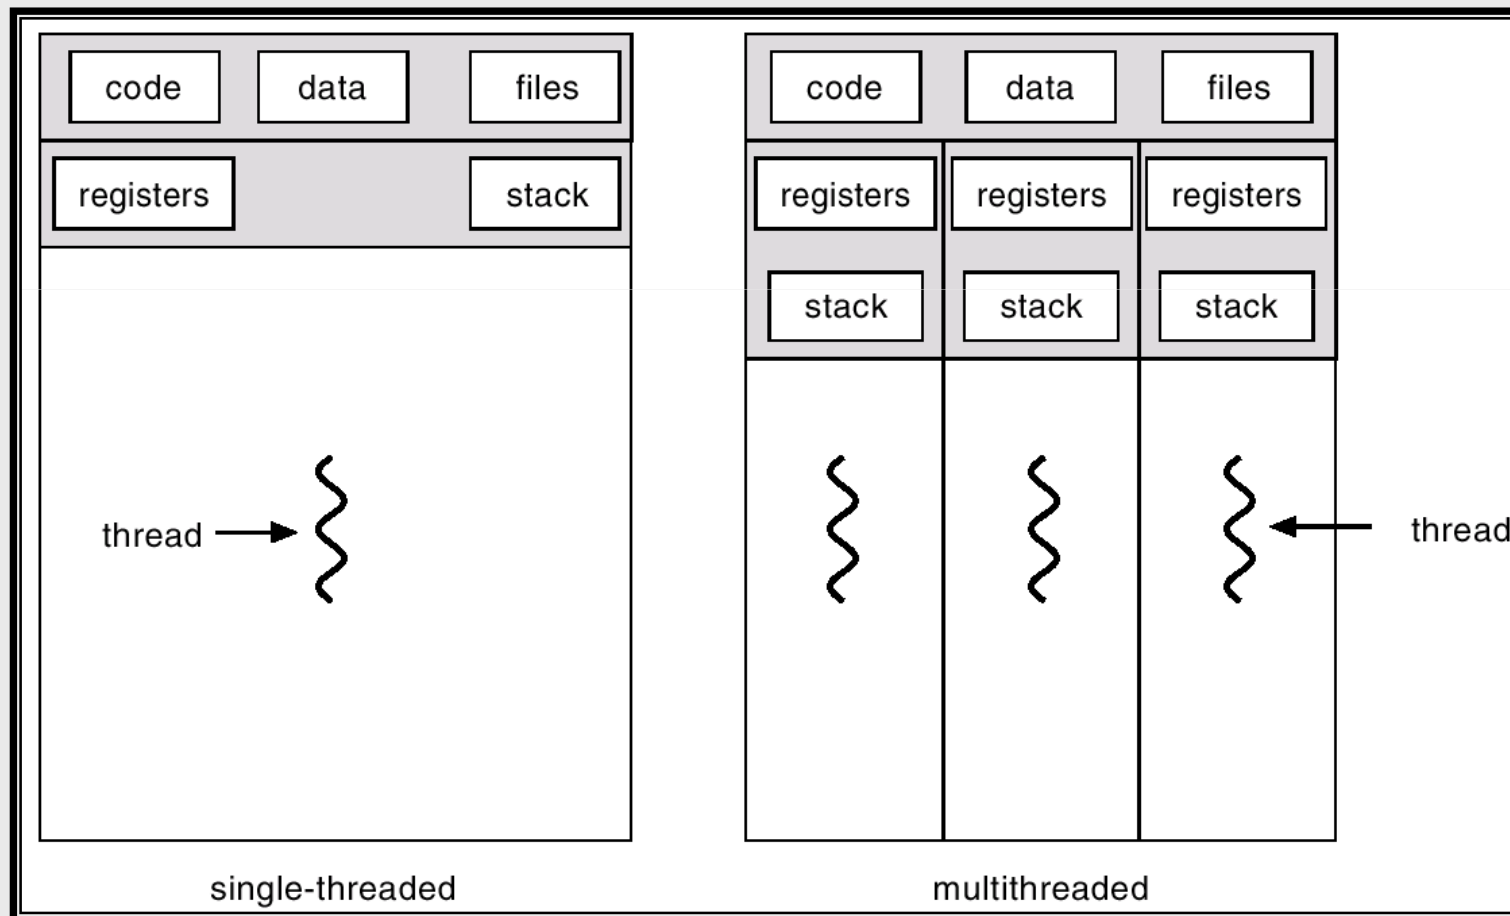 code data files
registers stack
thread
single-threaded
code data files
registers registers registers
stack stack stack
thread
multithreaded